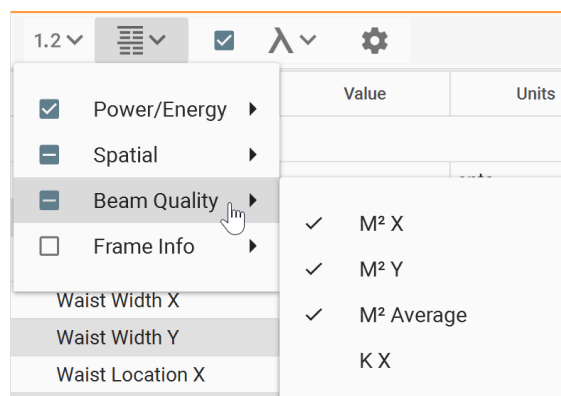 1.2
λ
Value Units
Power/Energy
Spatial
Beam Quality
Frame Info
M² X
M² Y
M² Average
K X
Waist Width X
Waist Width Y
Waist Location X